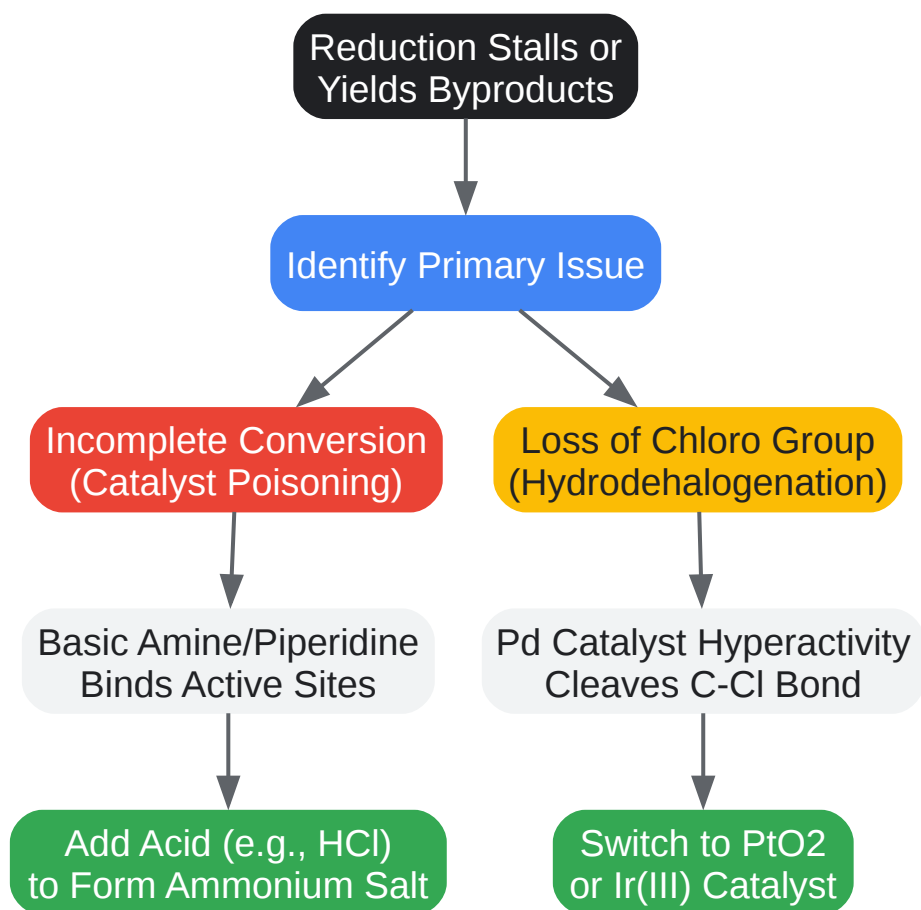 Reduction Stalls or
Yields Byproducts
Identify Primary Issue
Incomplete Conversion
(Catalyst Poisoning)
Loss of Chloro Group
(Hydrodehalogenation)
Basic Amine/Piperidine
Binds Active Sites
Pd Catalyst Hyperactivity
Cleaves C-Cl Bond
Add Acid (e.g., HCl)
to Form Ammonium Salt
Switch to PtO2
or Ir(III) Catalyst